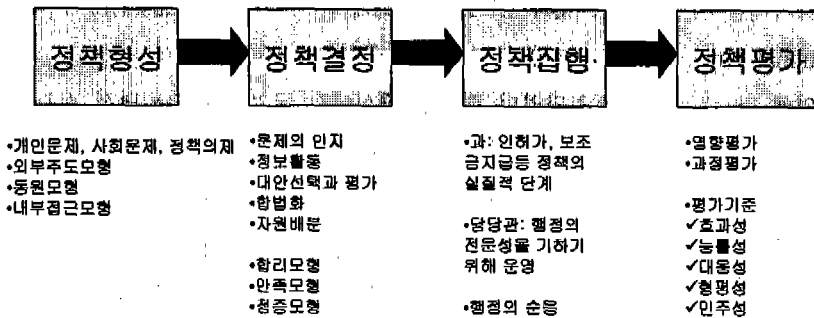 정책형성
정책결정
정책집행
정책평가
•개인문제, 사회문제, 정책의제
•외부주도모형
•동원모형
•내부접근모형
•문제의 인지
•정보활동
•대안선택과 평가
•합법화
•자원배분
•합리모형
•만족모형
•점증모형
•과: 인허가, 보조
금지급등 정책의
실질적 단계
•담당관: 행정의
전문성을 기하기
위해 운영
•행정의 순응
•영향평가
•과정평가
•평가기준
✓효과성
✓능률성
✓대응성
✓형평성
✓민주성